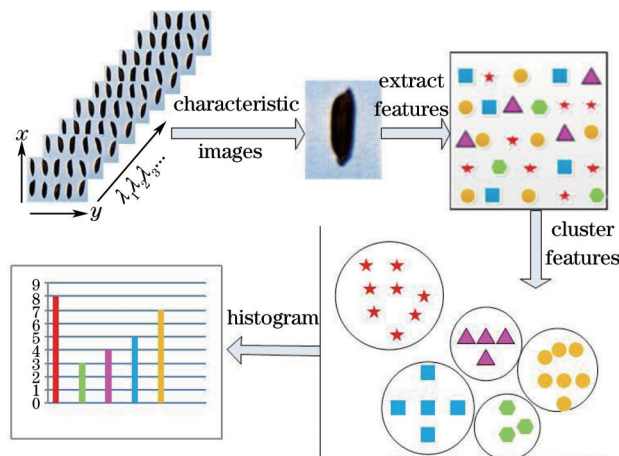 x
y
λ₁λ₂λ₃...
characteristic
images
extract
features
cluster
features
histogram
9
8
7
6
5
4
3
2
1
0